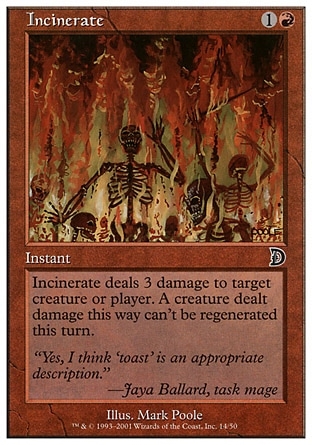 Incinerate 1
Instant
Incinerate deals 3 damage to target
creature or player. A creature dealt
damage this way can't be regenerated
this turn.
"Yes, I think 'toast' is an appropriate
description."
—Jaya Ballard, task mage
Illus. Mark Poole
™ & © 1993–2001 Wizards of the Coast, Inc. 14/50